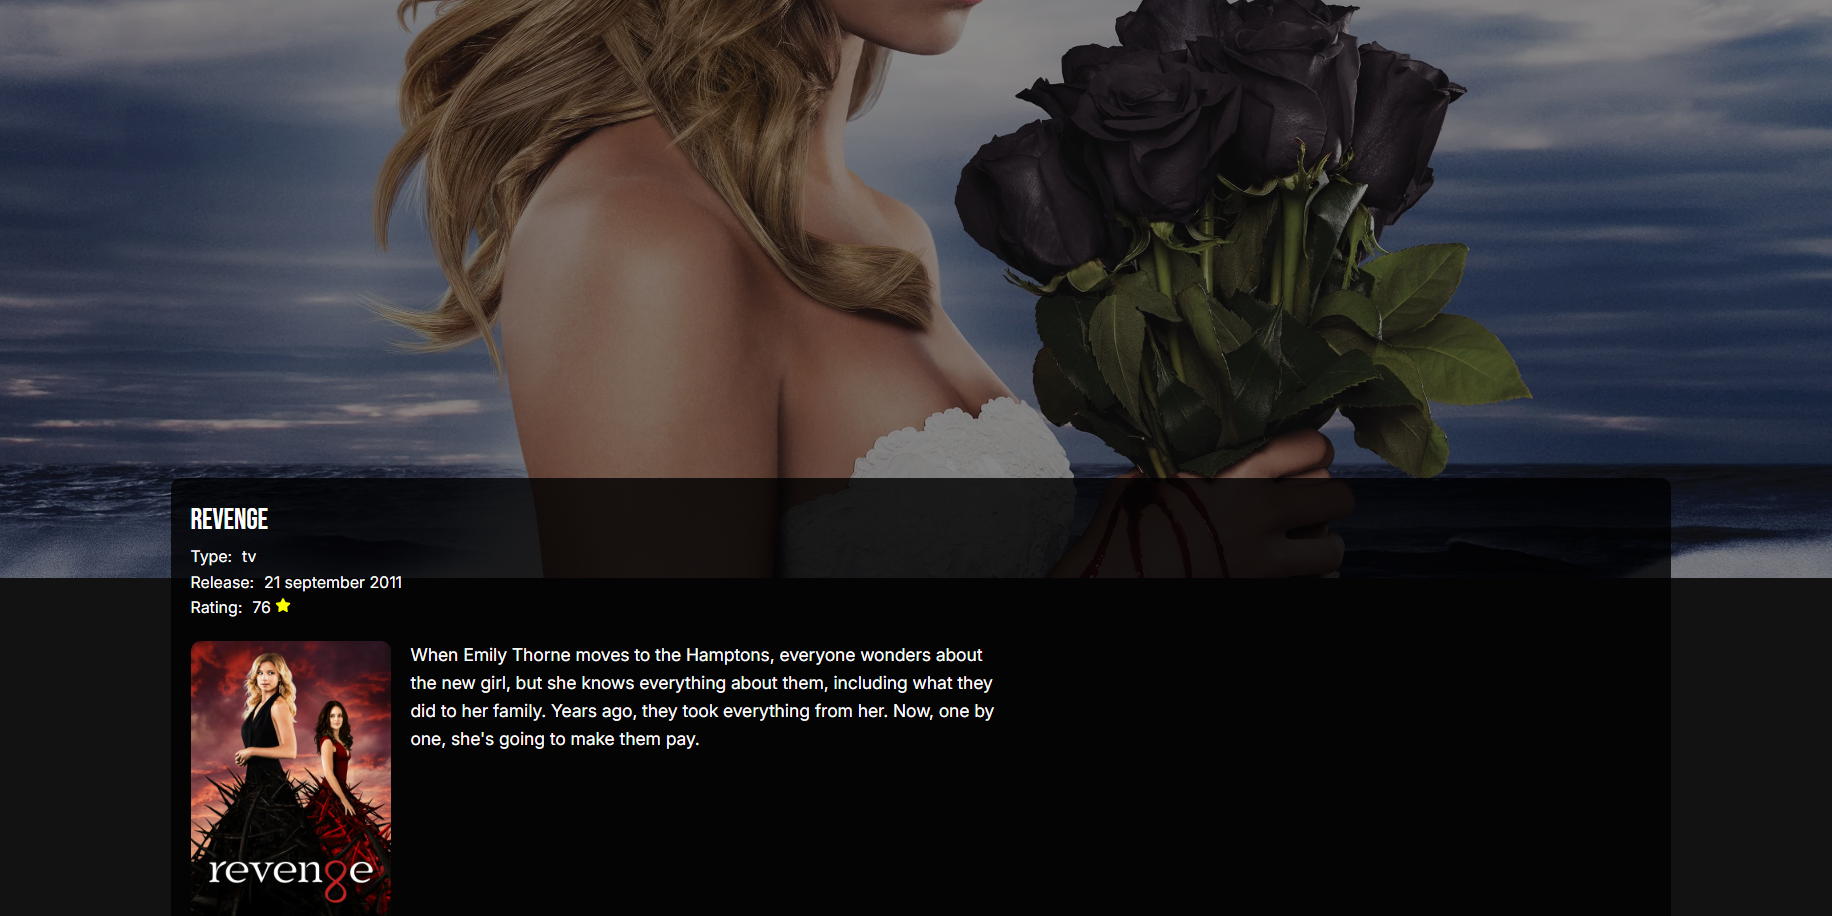 REVENGE
Type: tv
Release: 21 september 2011
Rating: 76
When Emily Thorne moves to the Hamptons, everyone wonders about
the new girl, but she knows everything about them, including what they
did to her family. Years ago, they took everything from her. Now, one by
one, she's going to make them pay.
revenge